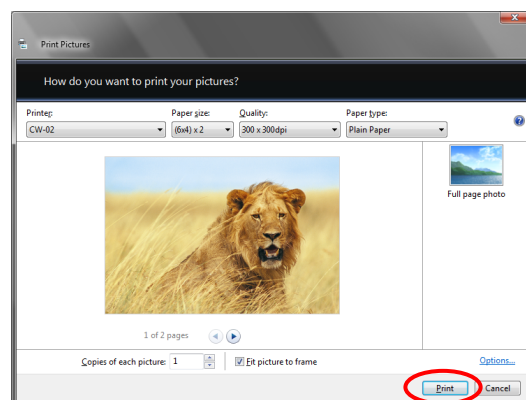 Print Pictures
How do you want to print your pictures?
Printer: Paper size: Quality: Paper type:
CW-02 (6x4) x 2 300 x 300dpi Plain Paper
Full page photo
1 of 2 pages
Copies of each picture: 1 Fit picture to frame Options...
Print Cancel